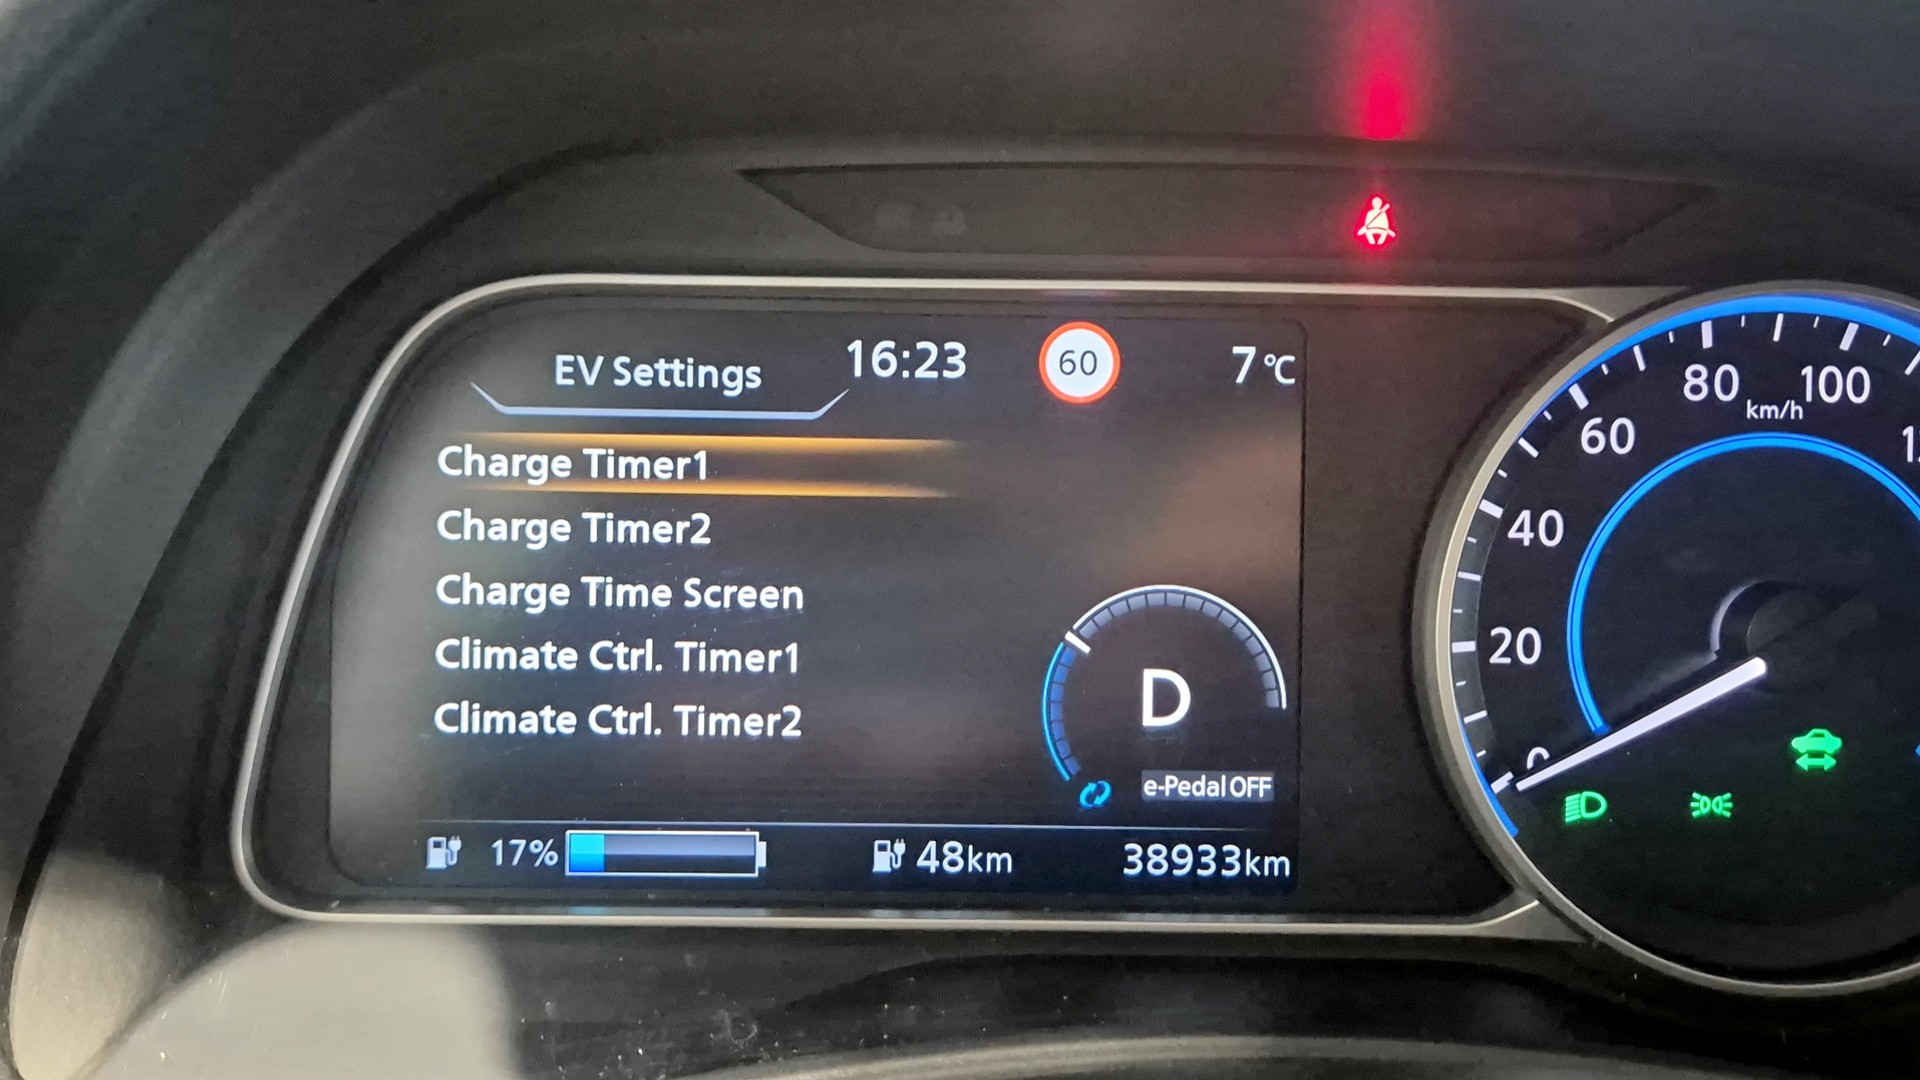 EV Settings 16:23 60 7°C
Charge Timer1
Charge Timer2
Charge Time Screen
Climate Ctrl. Timer1
Climate Ctrl. Timer2
D
e-Pedal OFF
17% 48km 38933km
0
20
40
60
80
100
km/h